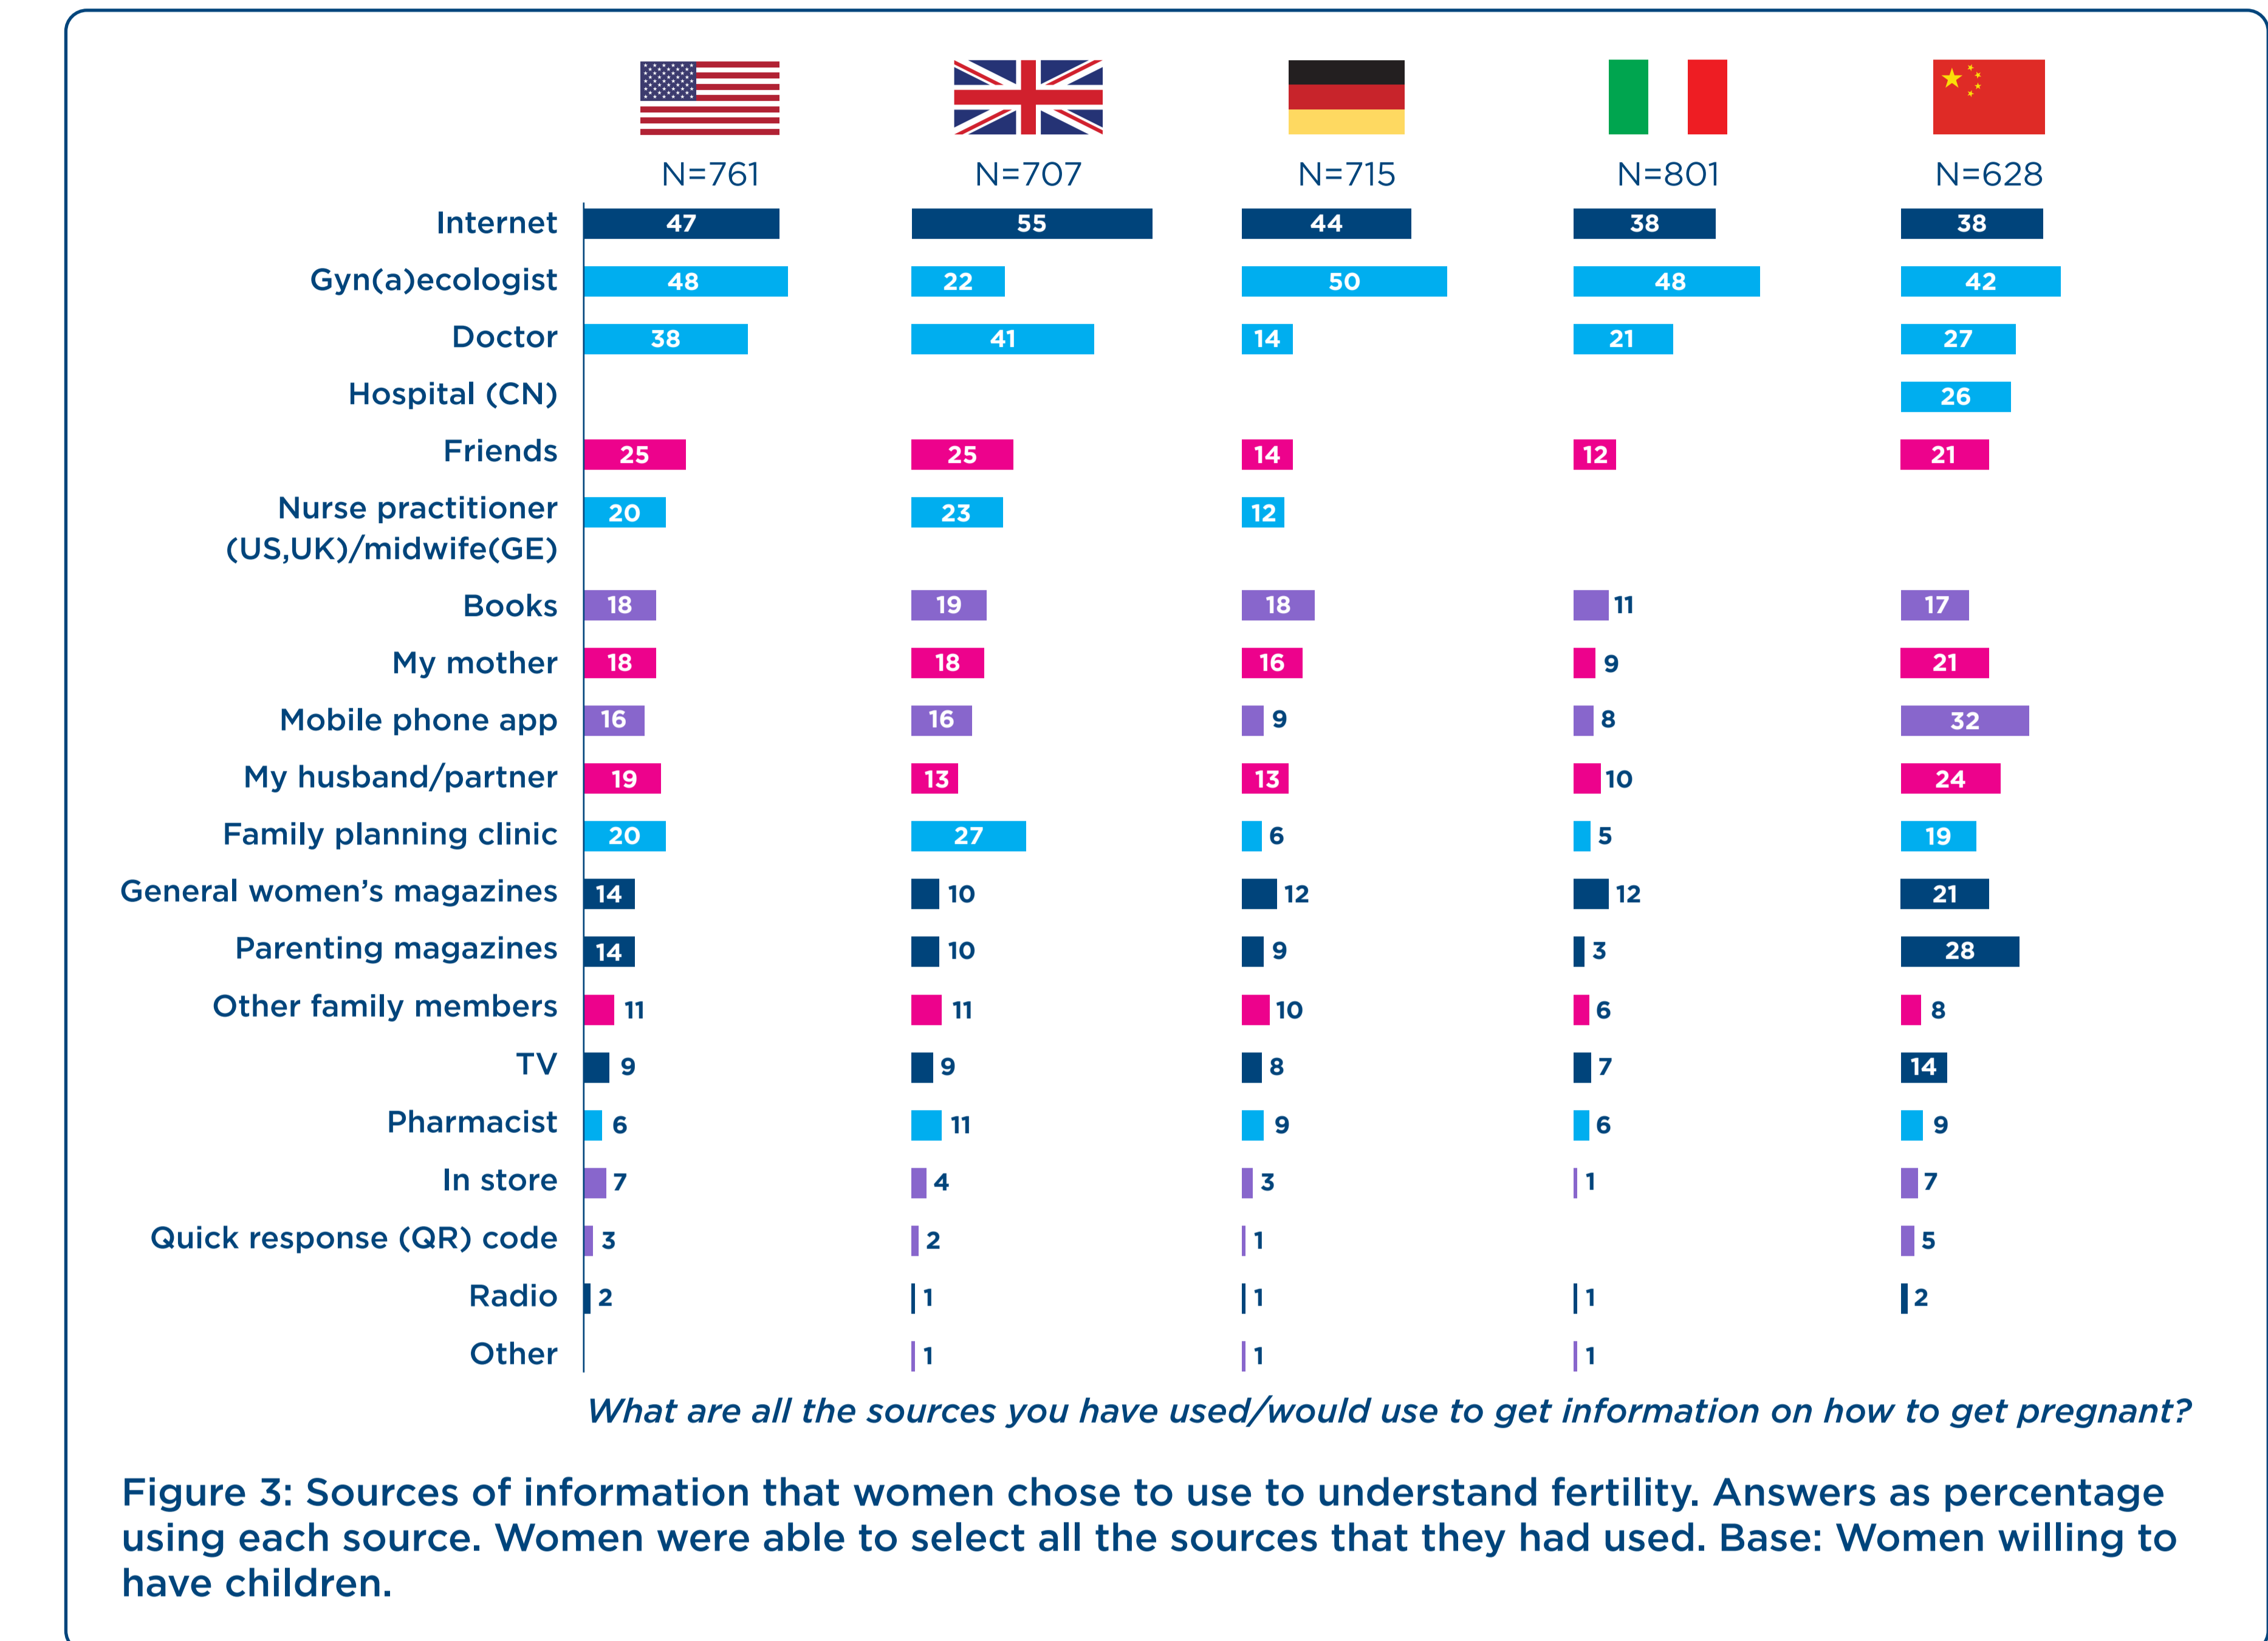 N=761 N=707 N=715 N=801 N=628
Internet 47 55 44 38 38
Gyn(a)ecologist 48 22 50 48 42
Doctor 38 41 14 21 27
Hospital (CN) 26
Friends 25 25 14 12 21
Nurse practitioner 20 23 12
(US,UK)/midwife(GE)
Books 18 19 18 11 17
My mother 18 18 16 9 21
Mobile phone app 16 16 9 8 32
My husband/partner 19 13 13 10 24
Family planning clinic 20 27 6 5 19
General women's magazines 14 10 12 12 21
Parenting magazines 14 10 9 3 28
Other family members 11 11 10 6 8
TV 9 9 8 7 14
Pharmacist 6 11 9 6 9
In store 7 4 3 1 7
Quick response (QR) code 3 2 1 5
Radio 2 1 1 1 2
Other 1 1 1
What are all the sources you have used/would use to get information on how to get pregnant?
Figure 3: Sources of information that women chose to use to understand fertility. Answers as percentage
using each source. Women were able to select all the sources that they had used. Base: Women willing to
have children.